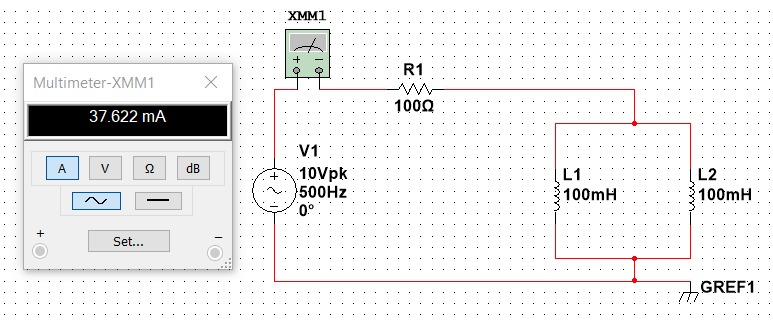 XMM1
Multimeter-XMM1
37.622 mA
A V Ω dB
Set...
+ −
+ −
R1
100Ω
V1
10Vpk
500Hz
0°
L1
100mH
L2
100mH
GREF1